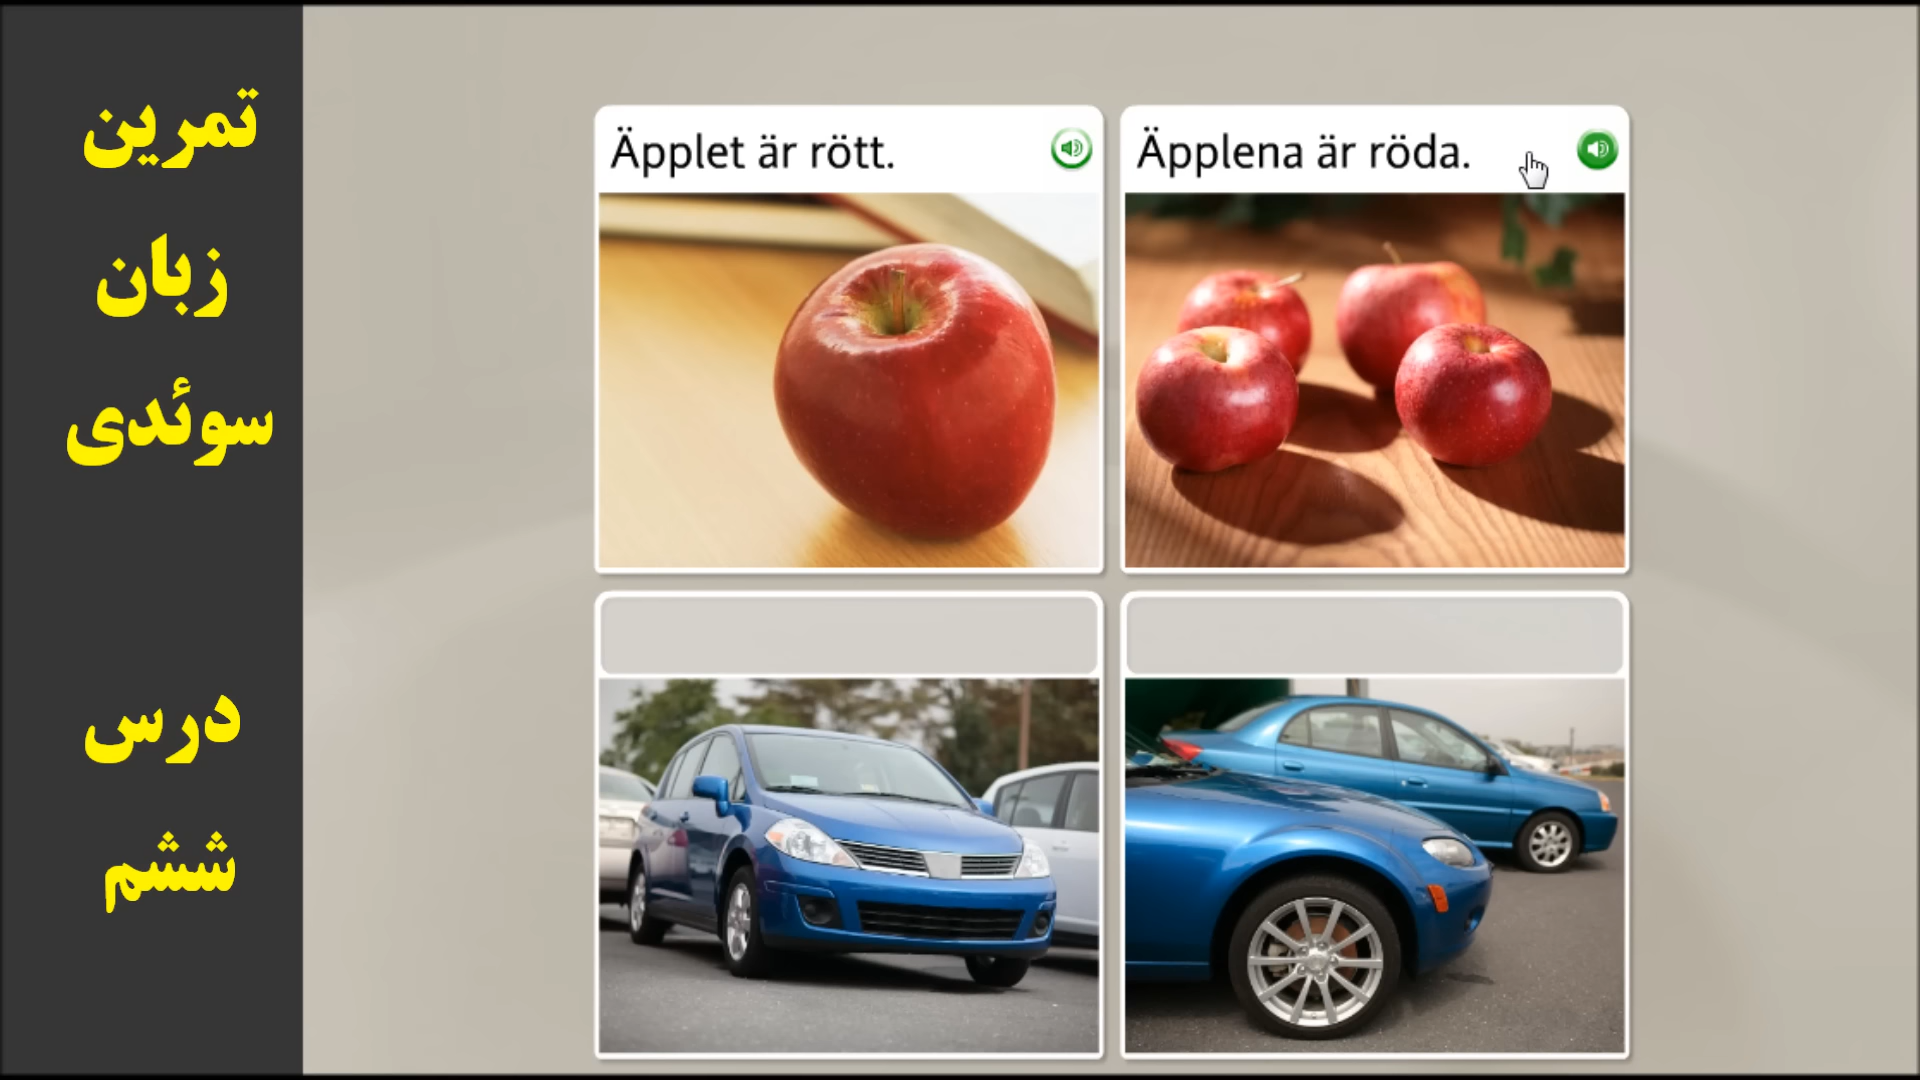 تمرین
زبان
سوئدی
درس
ششم
Äpplet är rött.
Äpplena är röda.